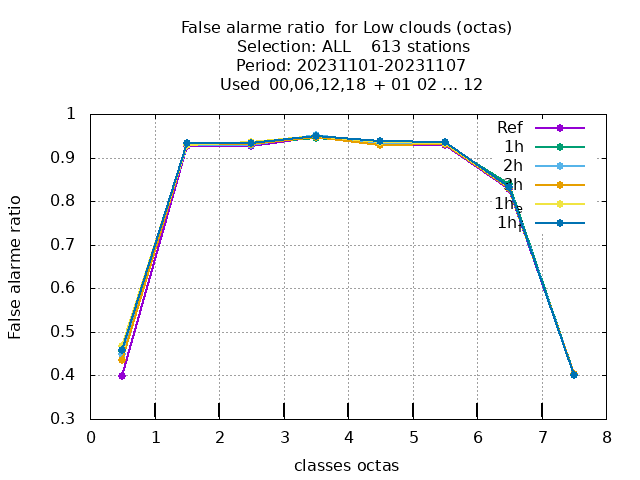 False alarme ratio  for Low clouds (octas)
Selection: ALL    613 stations
Period: 20231101-20231107
Used  00,06,12,18  + 01 02 ... 12
1
0.9
0.8
0.7
0.6
0.5
0.4
0.3
False alarme ratio
Ref
1h
2h
3h
1he
1hf
0 1 2 3 4 5 6 7 8
classes octas